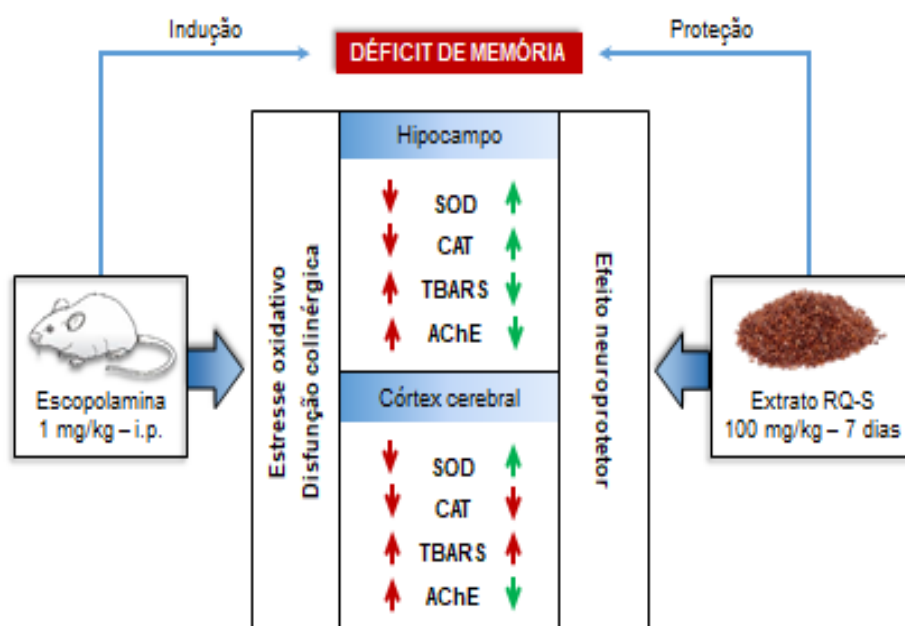 Indução
DÉFICIT DE MEMÓRIA
Proteção
Estresse oxidativo
Disfunção colinérgica
Hipocampo
SOD
CAT
TBARS
AChE
Córtex cerebral
SOD
CAT
TBARS
AChE
Efeito neuroprotetor
Escopolamina
1 mg/kg – i.p.
Extrato RQ-S
100 mg/kg – 7 dias